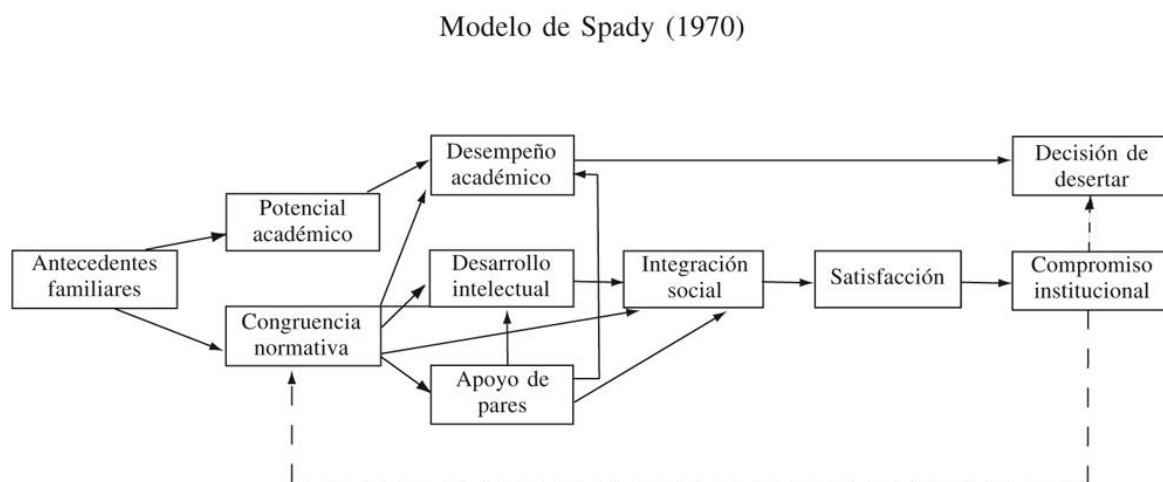 Modelo de Spady (1970)
Desempeño
académico
Decisión de
desertar
Potencial
académico
Antecedentes
familiares
Desarrollo
intelectual
Integración
social
Satisfacción
Compromiso
institucional
Congruencia
normativa
Apoyo de
pares